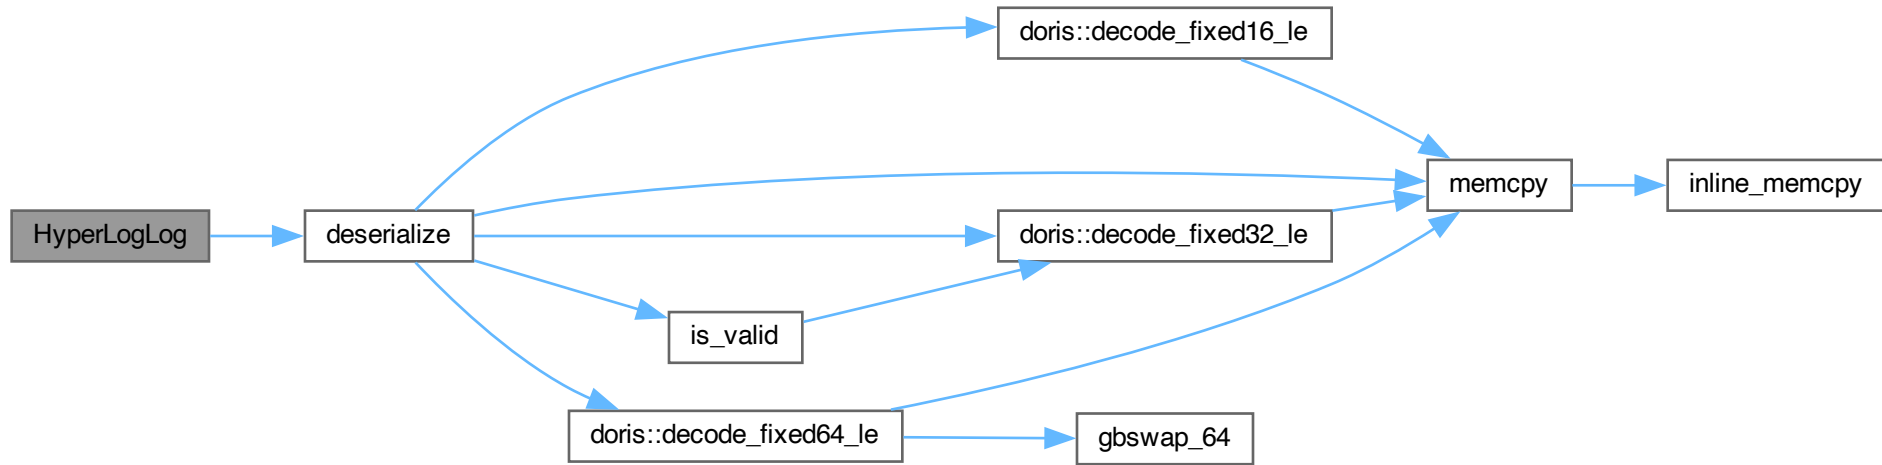 HyperLogLog
deserialize
doris::decode_fixed16_le
memcpy
inline_memcpy
doris::decode_fixed32_le
is_valid
doris::decode_fixed64_le
gbswap_64